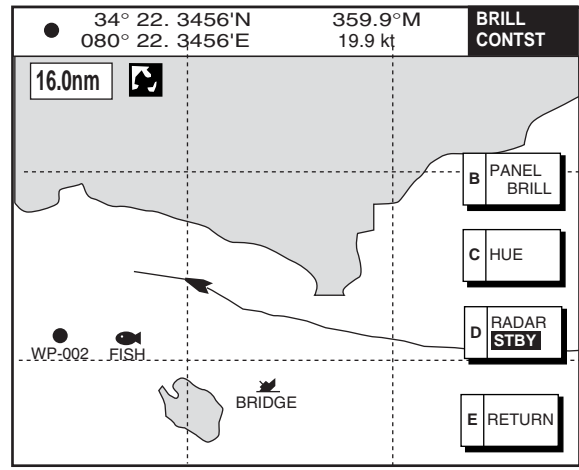 34° 22. 3456'N 359.9°M BRILL
080° 22. 3456'E 19.9 kt CONTST
16.0nm
B PANEL
BRILL
C HUE
D RADAR
STBY
WP-002 FISH
BRIDGE
E RETURN